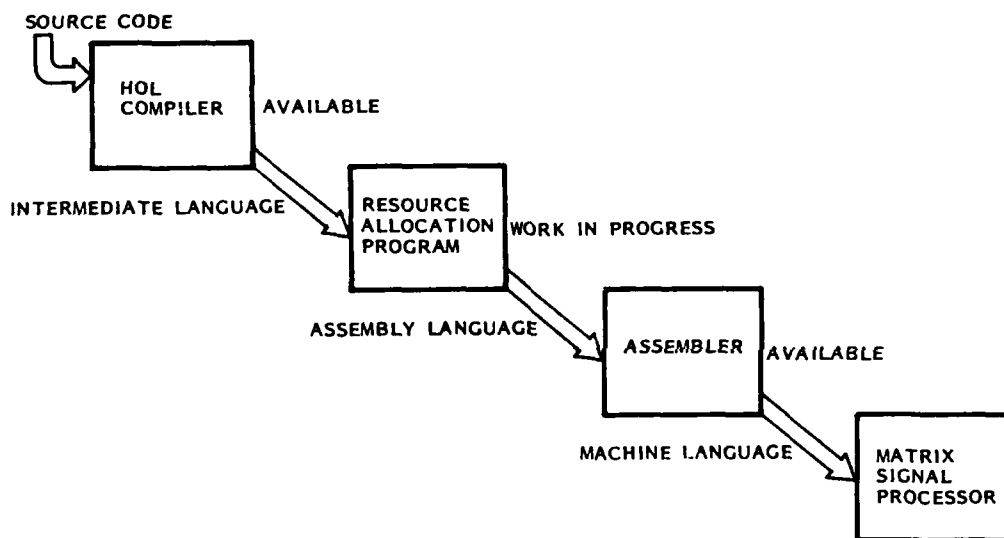 SOURCE CODE
HOL
COMPILER
AVAILABLE
INTERMEDIATE LANGUAGE
RESOURCE
ALLOCATION
PROGRAM
WORK IN PROGRESS
ASSEMBLY LANGUAGE
ASSEMBLER
AVAILABLE
MACHINE LANGUAGE
MATRIX
SIGNAL
PROCESSOR